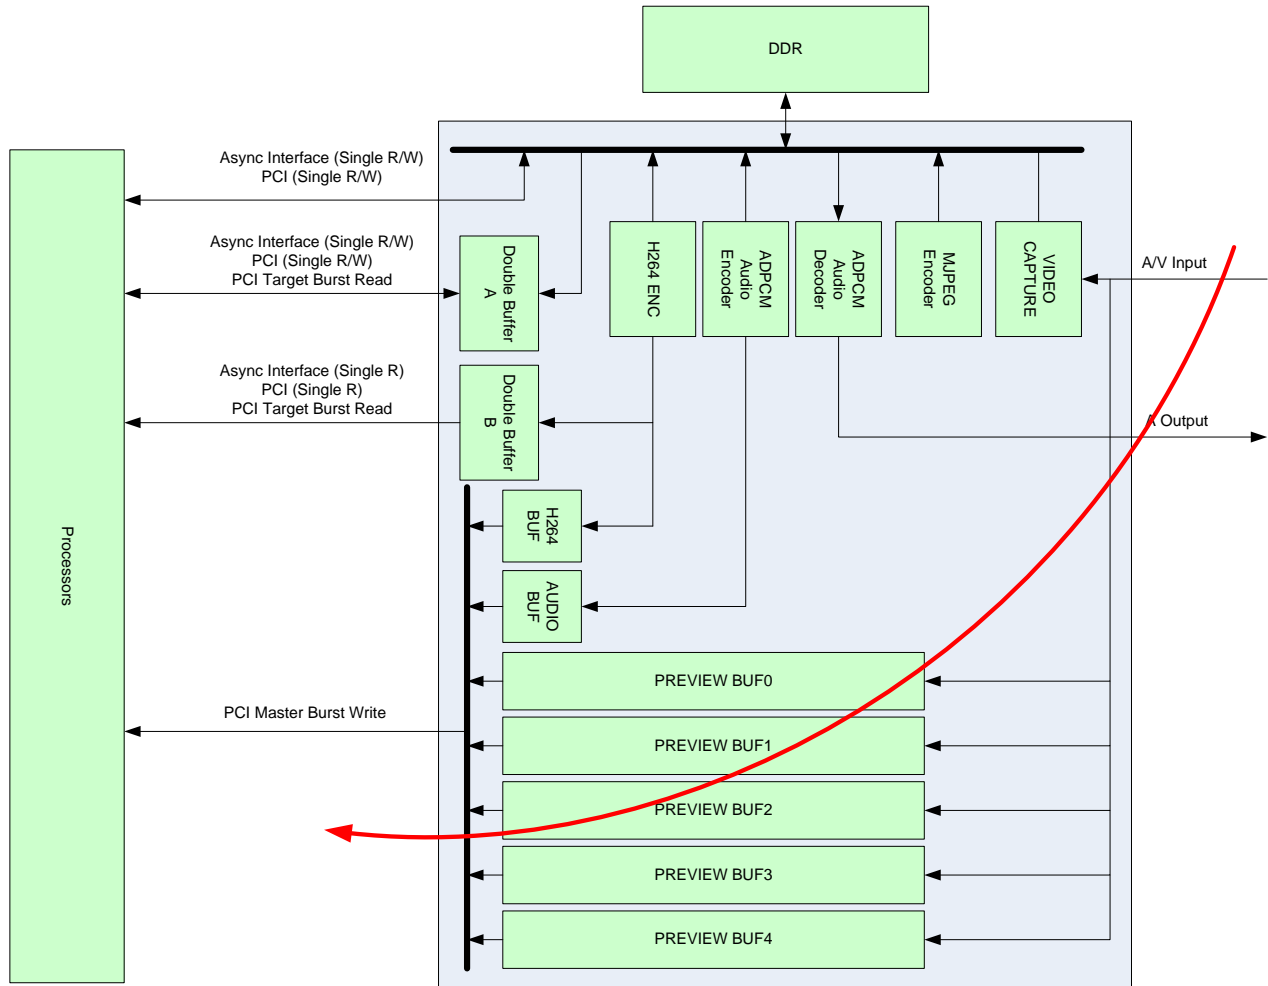 DDR
Async Interface (Single R/W)
PCI (Single R/W)
Async Interface (Single R/W)
PCI (Single R/W)
PCI Target Burst Read
Async Interface (Single R)
PCI (Single R)
PCI Target Burst Read
PCI Master Burst Write
Processors
Double Buffer
A
Double Buffer
B
H264 ENC
ADPCM
Audio
Encoder
ADPCM
Audio
Decoder
MJPEG
Encoder
VIDEO
CAPTURE
A/V Input
A Output
H264
BUF
AUDIO
BUF
PREVIEW BUF0
PREVIEW BUF1
PREVIEW BUF2
PREVIEW BUF3
PREVIEW BUF4